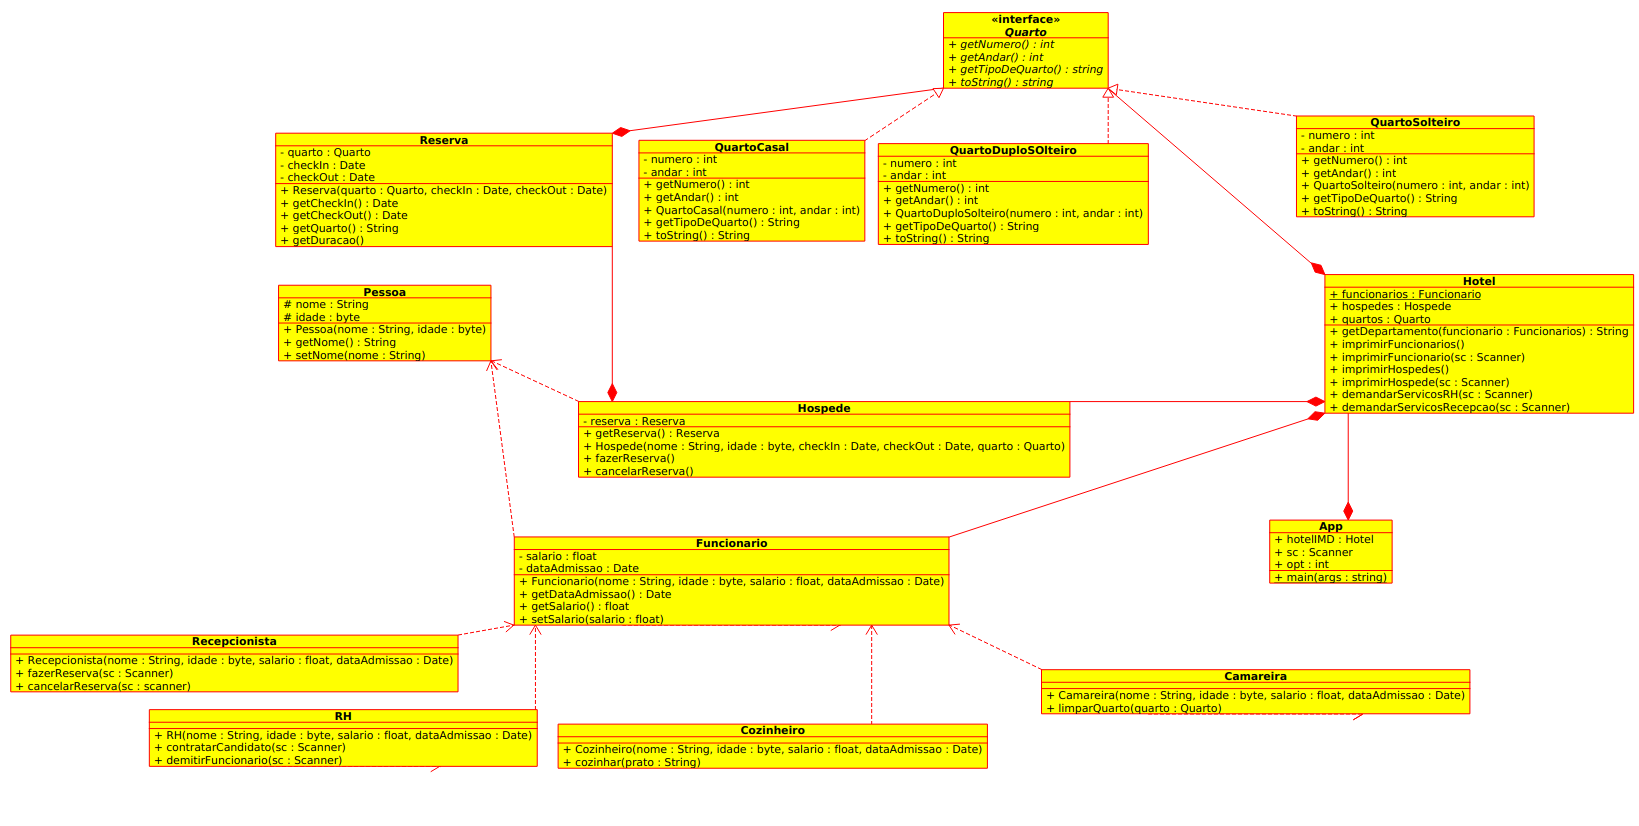 «interface»
Quarto
+ getNumero() : int
+ getAndar() : int
+ getTipoDeQuarto() : string
+ toString() : string
Reserva
- quarto : Quarto
- checkIn : Date
- checkOut : Date
+ Reserva(quarto : Quarto, checkIn : Date, checkOut : Date)
+ getCheckIn() : Date
+ getCheckOut() : Date
+ getQuarto() : String
+ getDuracao()
QuartoCasal
- numero : int
- andar : int
+ getNumero() : int
+ getAndar() : int
+ QuartoCasal(numero : int, andar : int)
+ getTipoDeQuarto() : String
+ toString() : String
QuartoDuploSOlteiro
- numero : int
- andar : int
+ getNumero() : int
+ getAndar() : int
+ QuartoDuploSolteiro(numero : int, andar : int)
+ getTipoDeQuarto() : String
+ toString() : String
QuartoSolteiro
- numero : int
- andar : int
+ getNumero() : int
+ getAndar() : int
+ QuartoSolteiro(numero : int, andar : int)
+ getTipoDeQuarto() : String
+ toString() : String
Pessoa
# nome : String
# idade : byte
+ Pessoa(nome : String, idade : byte)
+ getNome() : String
+ setNome(nome : String)
Hotel
+ funcionarios : Funcionario
+ hospedes : Hospede
+ quartos : Quarto
+ getDepartamento(funcionario : Funcionarios) : String
+ imprimirFuncionarios()
+ imprimirFuncionario(sc : Scanner)
+ imprimirHospedes()
+ imprimirHospede(sc : Scanner)
+ demandarServicosRH(sc : Scanner)
+ demandarServicosRecepcao(sc : Scanner)
Hospede
- reserva : Reserva
+ getReserva() : Reserva
+ Hospede(nome : String, idade : byte, checkIn : Date, checkOut : Date, quarto : Quarto)
+ fazerReserva()
+ cancelarReserva()
App
+ hotelIMD : Hotel
+ sc : Scanner
+ opt : int
+ main(args : string)
Funcionario
- salario : float
- dataAdmissao : Date
+ Funcionario(nome : String, idade : byte, salario : float, dataAdmissao : Date)
+ getDataAdmissao() : Date
+ getSalario() : float
+ setSalario(salario : float)
Recepcionista
+ Recepcionista(nome : String, idade : byte, salario : float, dataAdmissao : Date)
+ fazerReserva(sc : Scanner)
+ cancelarReserva(sc : scanner)
RH
+ RH(nome : String, idade : byte, salario : float, dataAdmissao : Date)
+ contratarCandidato(sc : Scanner)
+ demitirFuncionario(sc : Scanner)
Cozinheiro
+ Cozinheiro(nome : String, idade : byte, salario : float, dataAdmissao : Date)
+ cozinhar(prato : String)
Camareira
+ Camareira(nome : String, idade : byte, salario : float, dataAdmissao : Date)
+ limparQuarto(quarto : Quarto)